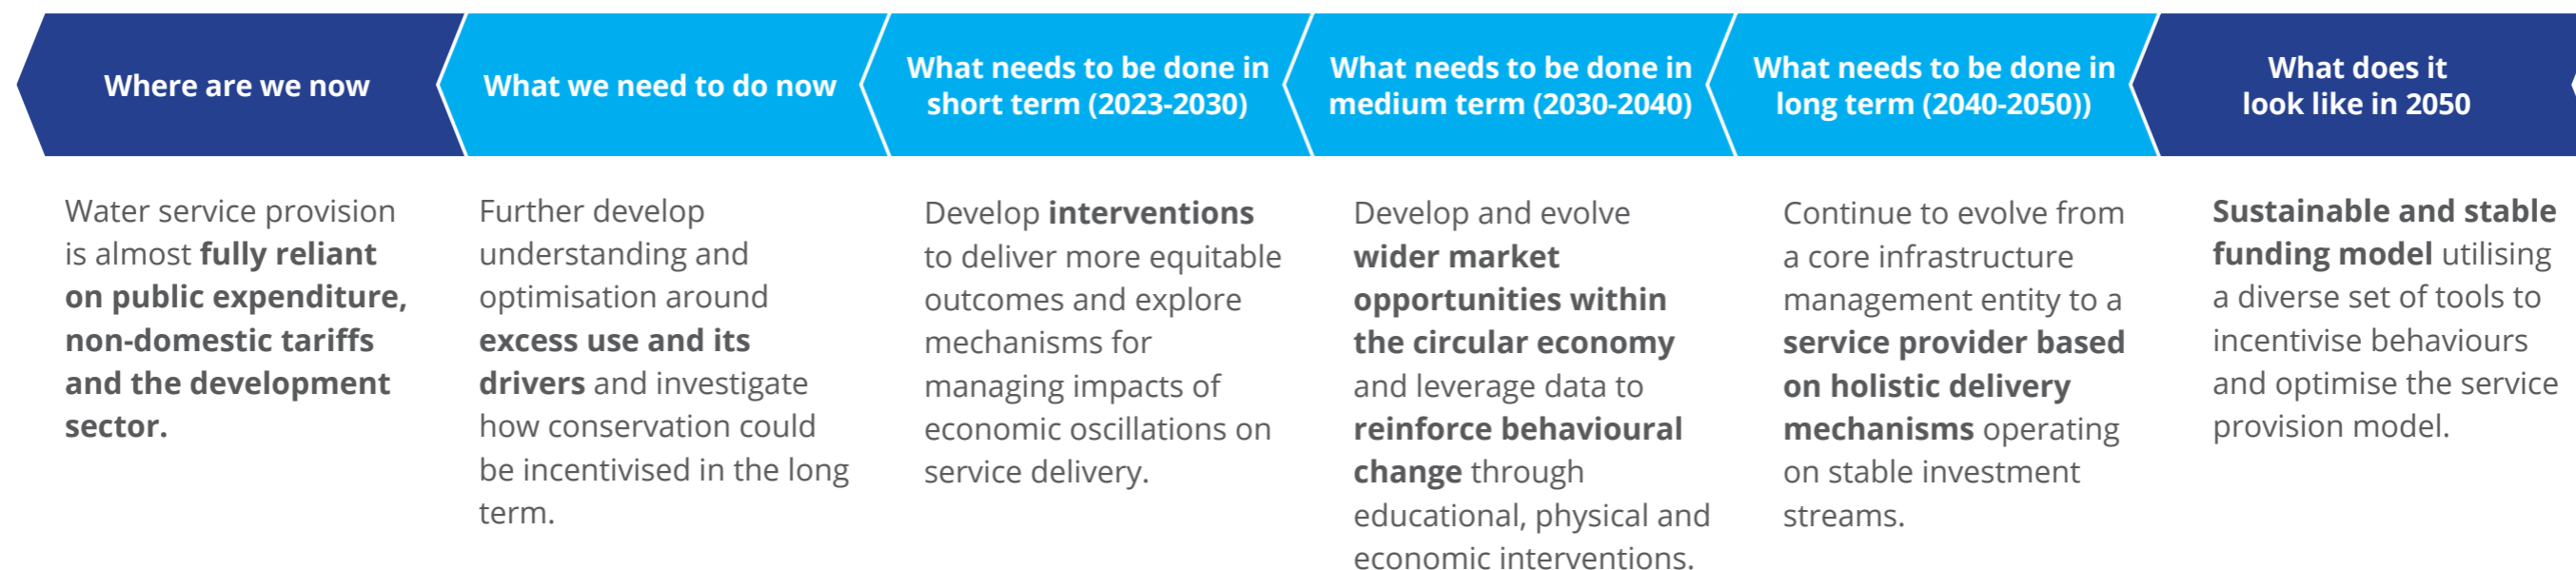 Where are we now
What we need to do now
What needs to be done in
short term (2023-2030)
What needs to be done in
medium term (2030-2040)
What needs to be done in
long term (2040-2050))
What does it
look like in 2050
Water service provision
is almost fully reliant
on public expenditure,
non-domestic tariffs
and the development
sector.
Further develop
understanding and
optimisation around
excess use and its
drivers and investigate
how conservation could
be incentivised in the long
term.
Develop interventions
to deliver more equitable
outcomes and explore
mechanisms for
managing impacts of
economic oscillations on
service delivery.
Develop and evolve
wider market
opportunities within
the circular economy
and leverage data to
reinforce behavioural
change through
educational, physical and
economic interventions.
Continue to evolve from
a core infrastructure
management entity to a
service provider based
on holistic delivery
mechanisms operating
on stable investment
streams.
Sustainable and stable
funding model utilising
a diverse set of tools to
incentivise behaviours
and optimise the service
provision model.